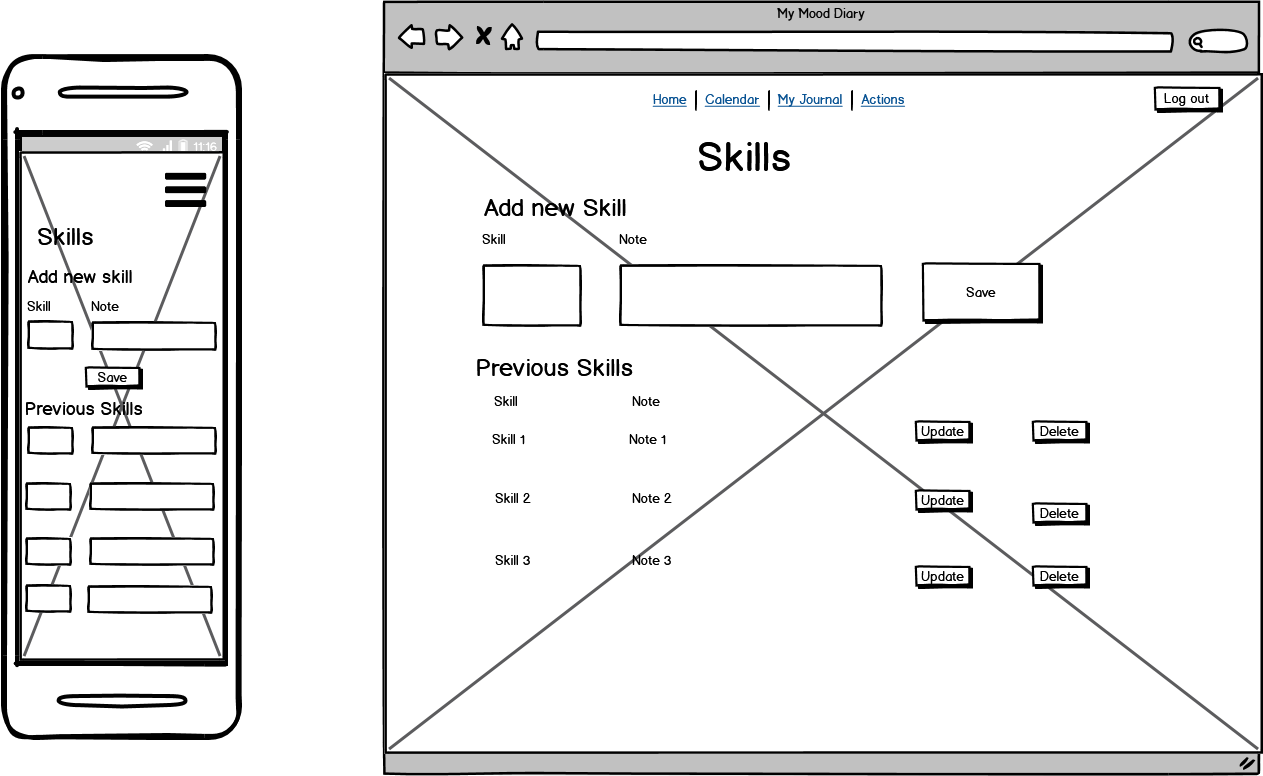 11:16
Skills
Add new skill
Skill Note
Save
Previous Skills
My Mood Diary
Home Calendar My Journal Actions
Log out
Skills
Add new Skill
Skill Note
Save
Previous Skills
Skill Note
Skill 1 Note 1 Update Delete
Skill 2 Note 2 Update Delete
Skill 3 Note 3 Update Delete